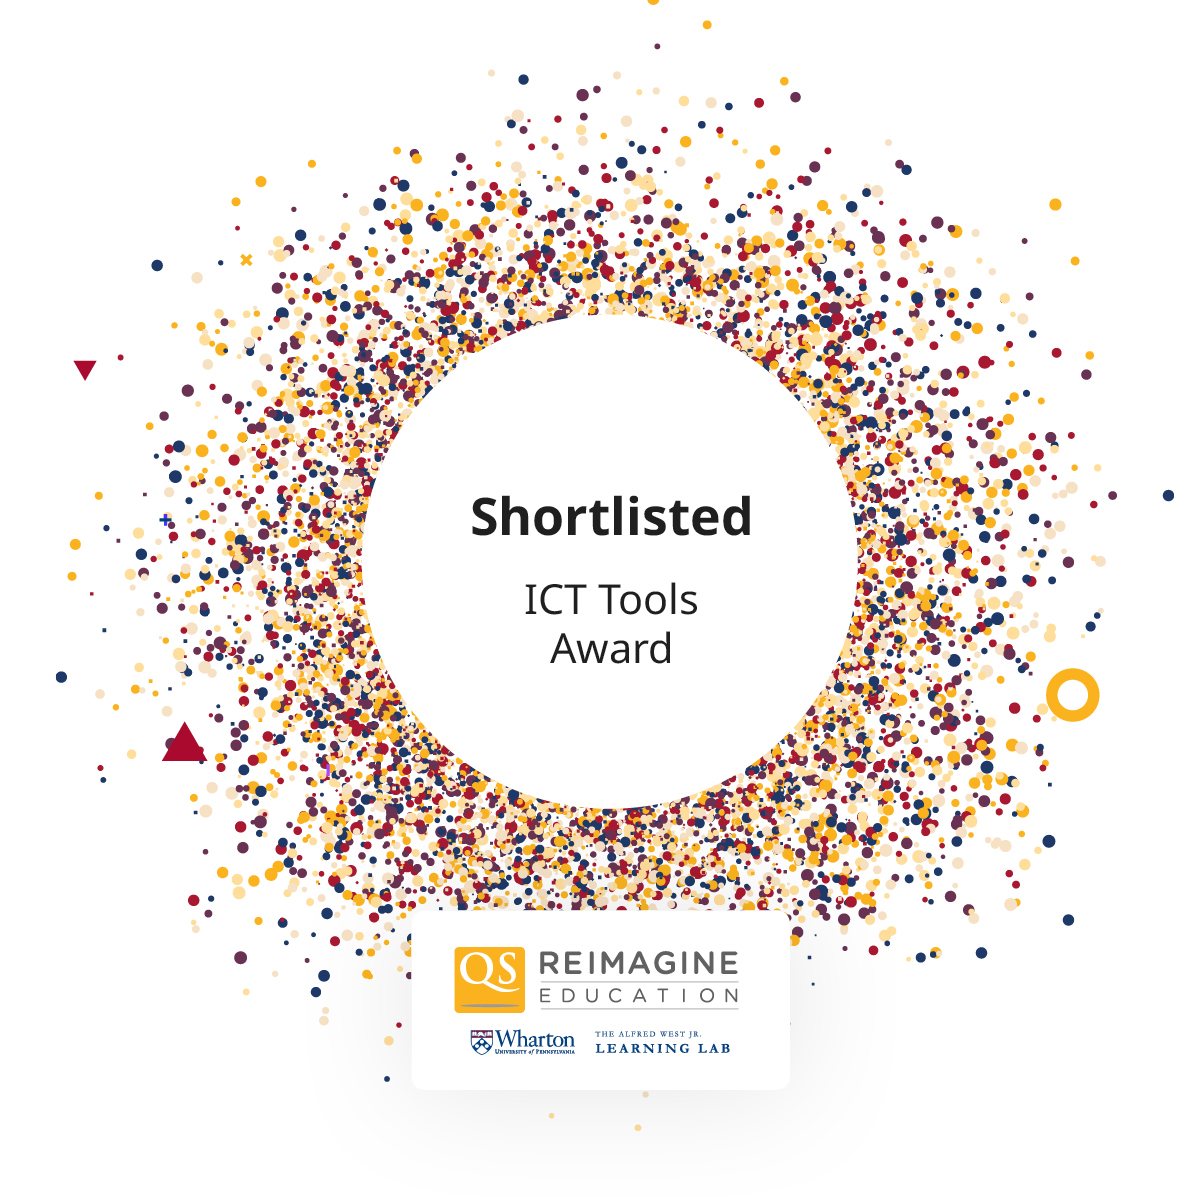 Shortlisted
ICT Tools
Award
QS REIMAGINE
EDUCATION
Wharton
UNIVERSITY of PENNSYLVANIA
THE ALFRED WEST JR.
LEARNING LAB